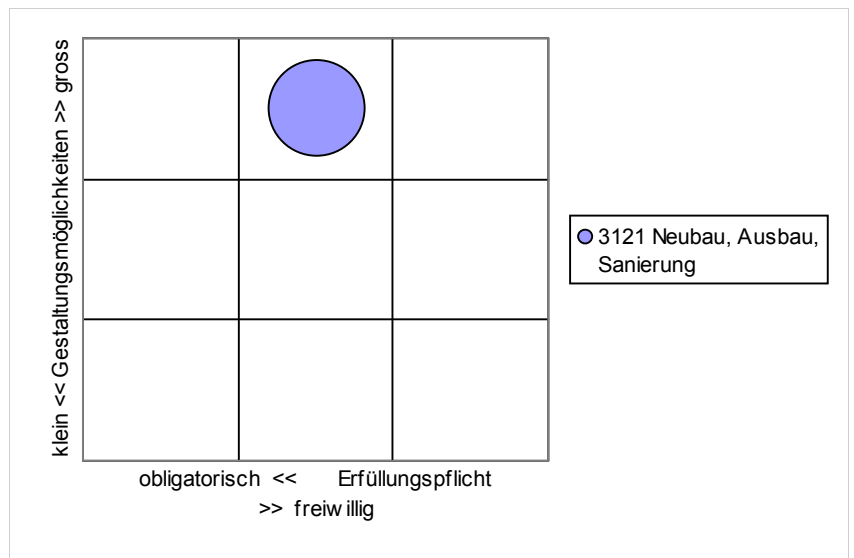 klein << Gestaltungsmöglichkeiten >> gross
3121 Neubau, Ausbau,
Sanierung
obligatorisch << Erfüllungspflicht
>> freiwillig